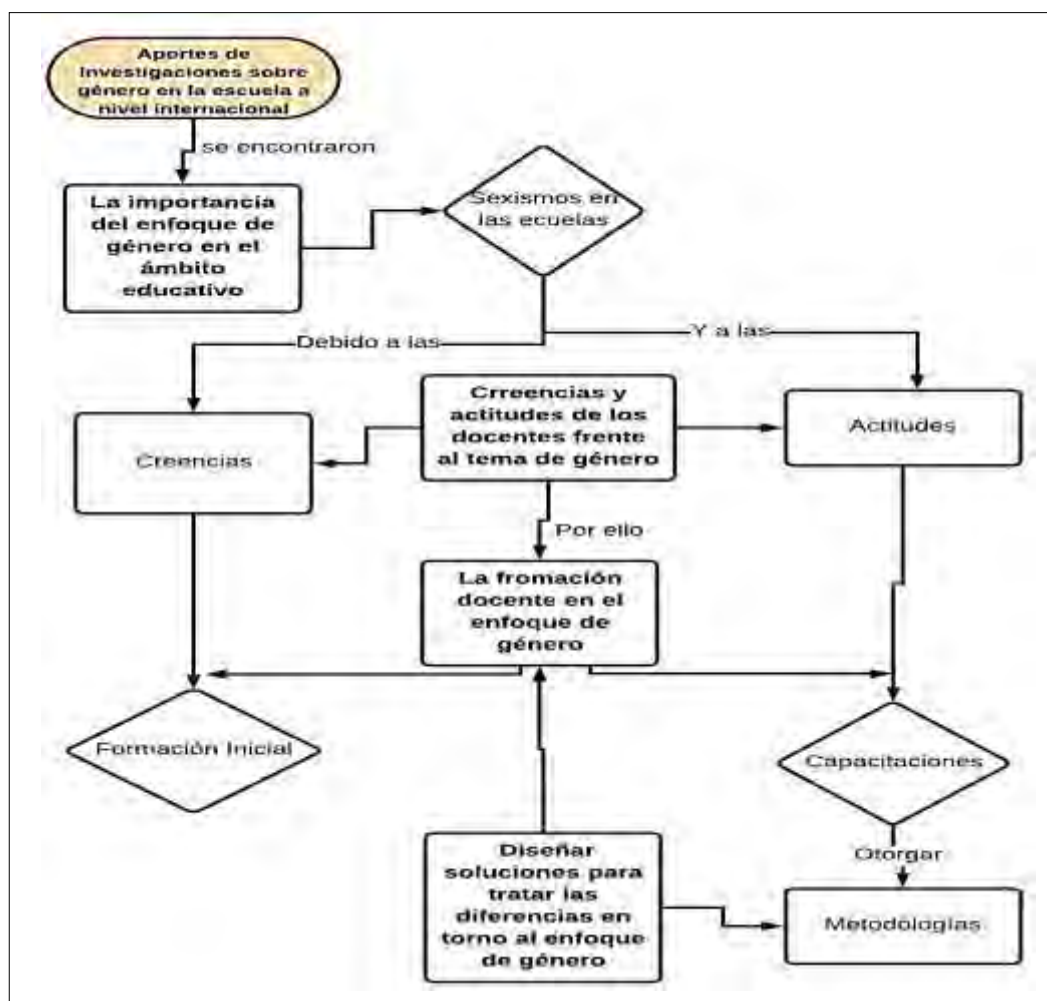 Aportes de
Investigaciones sobre
género en la escuela a
nivel internacional
se encontraron
La importancia
del enfoque de
género en el
ámbito
educativo
Sexismos en
las ecuelas
Debido a las
Y a las
Crreencias y
actitudes de los
docentes frente
al tema de género
Creencias
Actitudes
Por ello
La fromación
docente en el
enfoque de
género
Formación Inicial
Capacitaciones
Diseñar
soluciones para
tratar las
diferencias en
torno al enfoque
de género
Otorgar
Metodologías